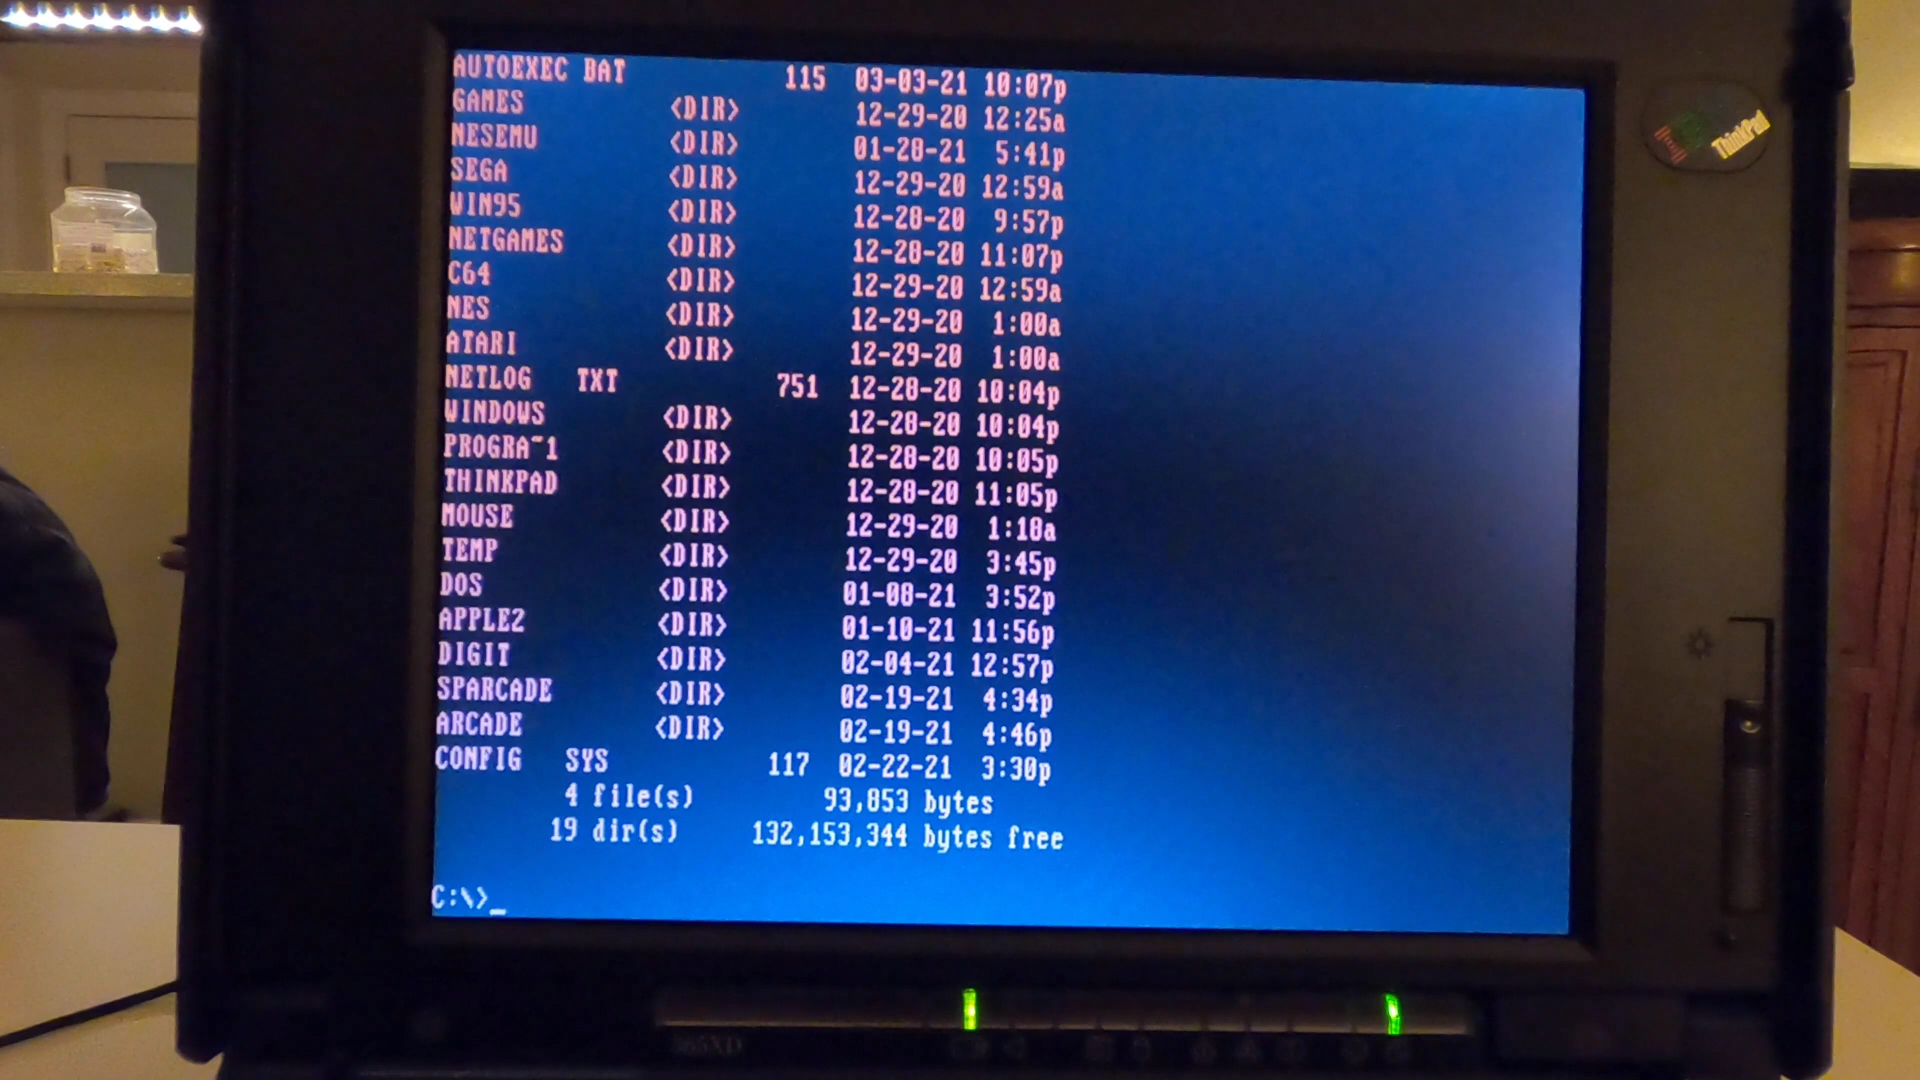 AUTOEXEC BAT 115 03-03-21 10:07p
GAMES <DIR> 12-29-20 12:25a
NESEMU <DIR> 01-28-21 5:41p
SEGA <DIR> 12-29-20 12:59a
WIN95 <DIR> 12-28-20 9:57p
NETGAMES <DIR> 12-28-20 11:07p
C64 <DIR> 12-29-20 12:59a
NES <DIR> 12-29-20 1:00a
ATARI <DIR> 12-29-20 1:00a
NETLOG TXT 751 12-28-20 10:04p
WINDOWS <DIR> 12-28-20 10:04p
PROGRA~1 <DIR> 12-28-20 10:05p
THINKPAD <DIR> 12-28-20 11:05p
MOUSE <DIR> 12-29-20 1:18a
TEMP <DIR> 12-29-20 3:45p
DOS <DIR> 01-08-21 3:52p
APPLE2 <DIR> 01-10-21 11:56p
DIGIT <DIR> 02-04-21 12:57p
SPARCADE <DIR> 02-19-21 4:34p
ARCADE <DIR> 02-19-21 4:46p
CONFIG SYS 117 02-22-21 3:30p
4 file(s) 93,853 bytes
19 dir(s) 132,153,344 bytes free
C:\>_
ThinkPad
365XD